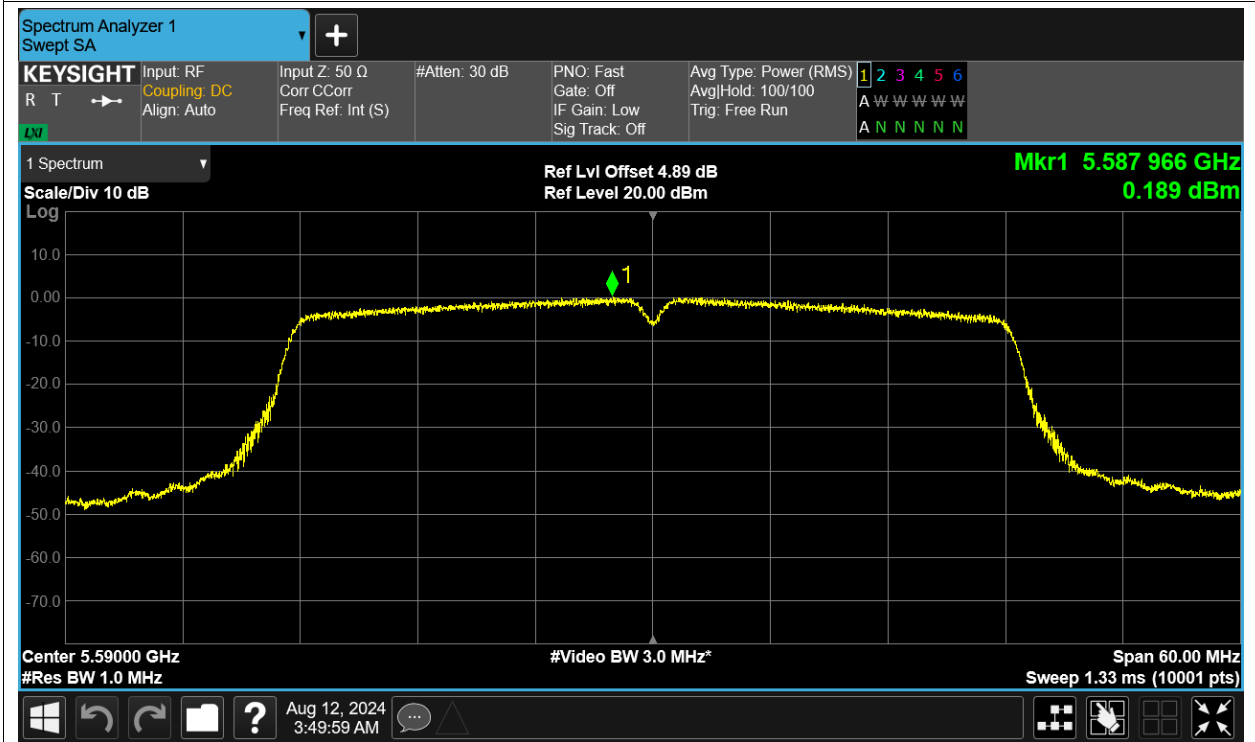 Spectrum Analyzer 1
Swept SA
KEYSIGHT
R T
LXI
Input: RF
Coupling: DC
Align: Auto
Input Z: 50 Ω
Corr CCorr
Freq Ref: Int (S)
#Atten: 30 dB
PNO: Fast
Gate: Off
IF Gain: Low
Sig Track: Off
Avg Type: Power (RMS)
Avg|Hold: 100/100
Trig: Free Run
1 2 3 4 5 6
A W W W W W
A N N N N N
1 Spectrum
Scale/Div 10 dB
Log
Ref Lvl Offset 4.89 dB
Ref Level 20.00 dBm
Mkr1 5.587 966 GHz
0.189 dBm
10.0
0.00
-10.0
-20.0
-30.0
-40.0
-50.0
-60.0
-70.0
1
Center 5.59000 GHz
#Res BW 1.0 MHz
#Video BW 3.0 MHz*
Span 60.00 MHz
Sweep 1.33 ms (10001 pts)
?
Aug 12, 2024
3:49:59 AM